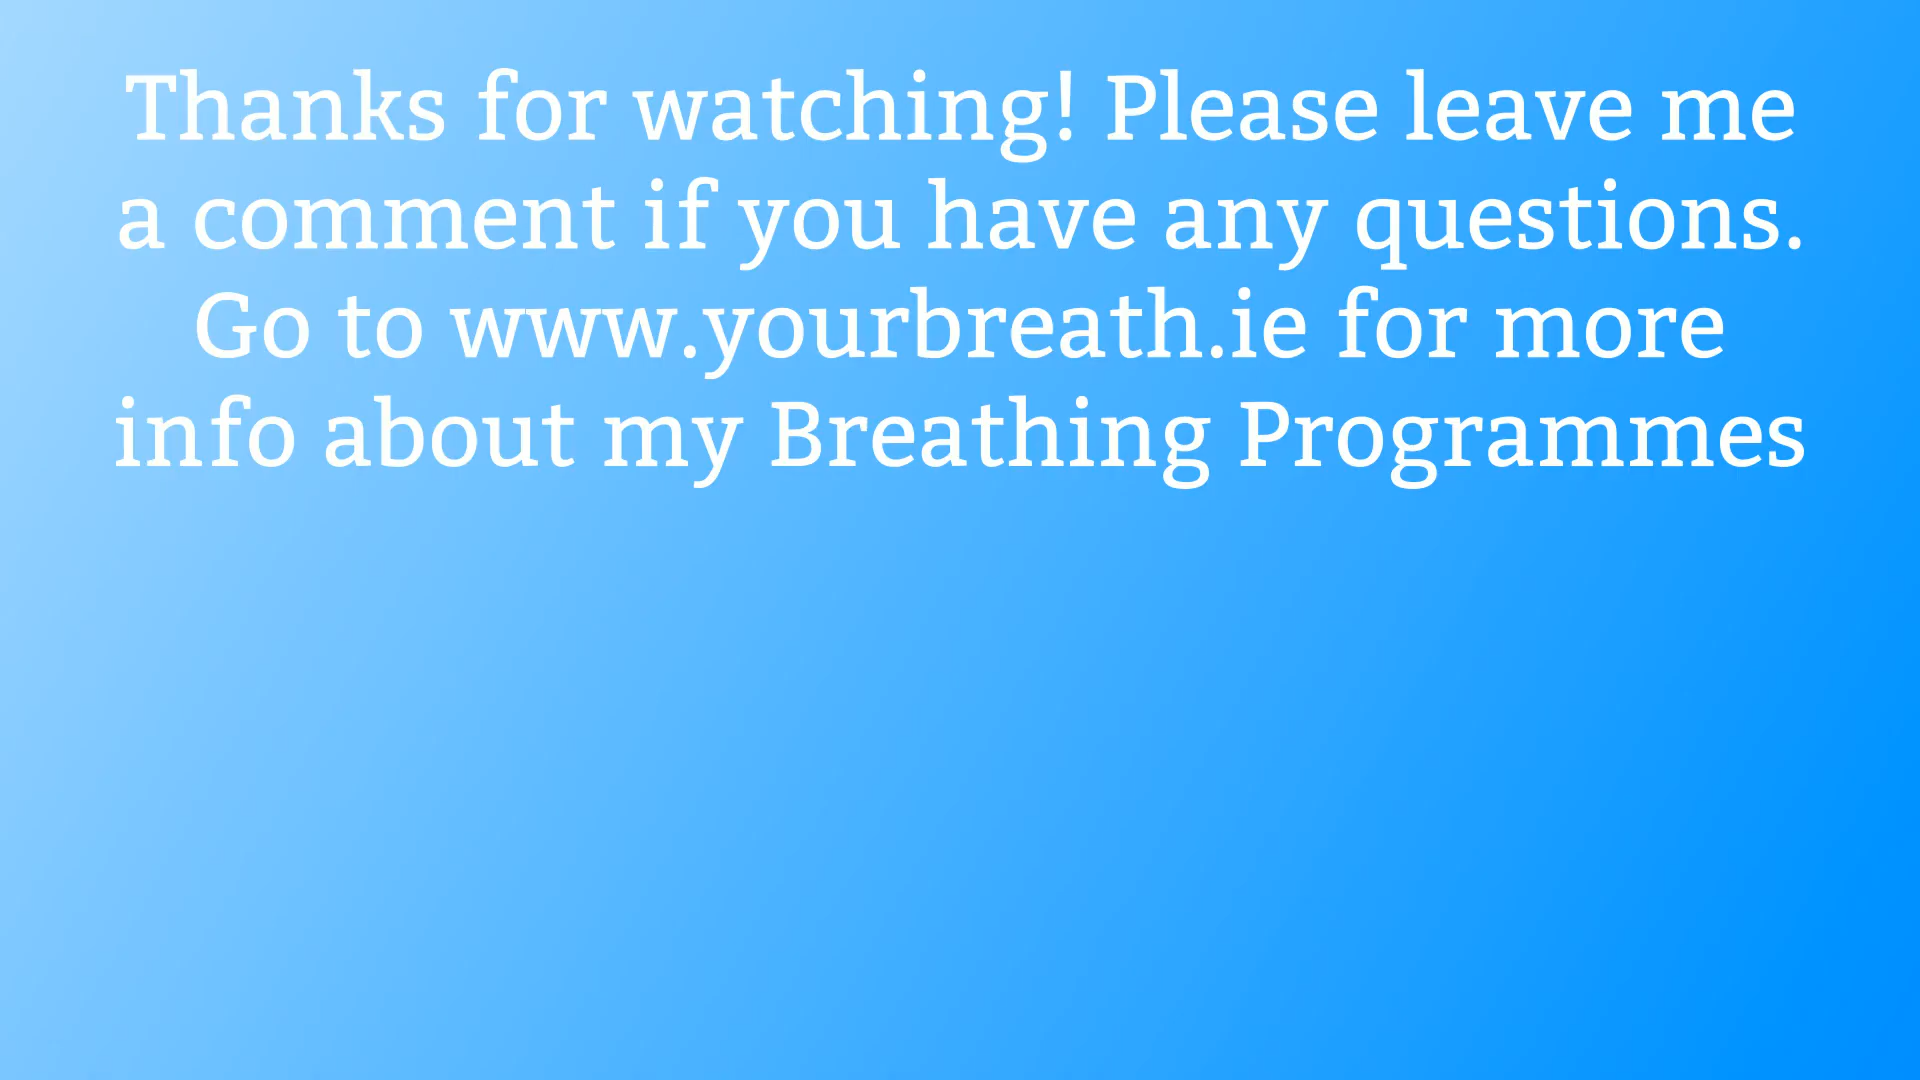 Thanks for watching! Please leave me
a comment if you have any questions.
Go to www.yourbreath.ie for more
info about my Breathing Programmes